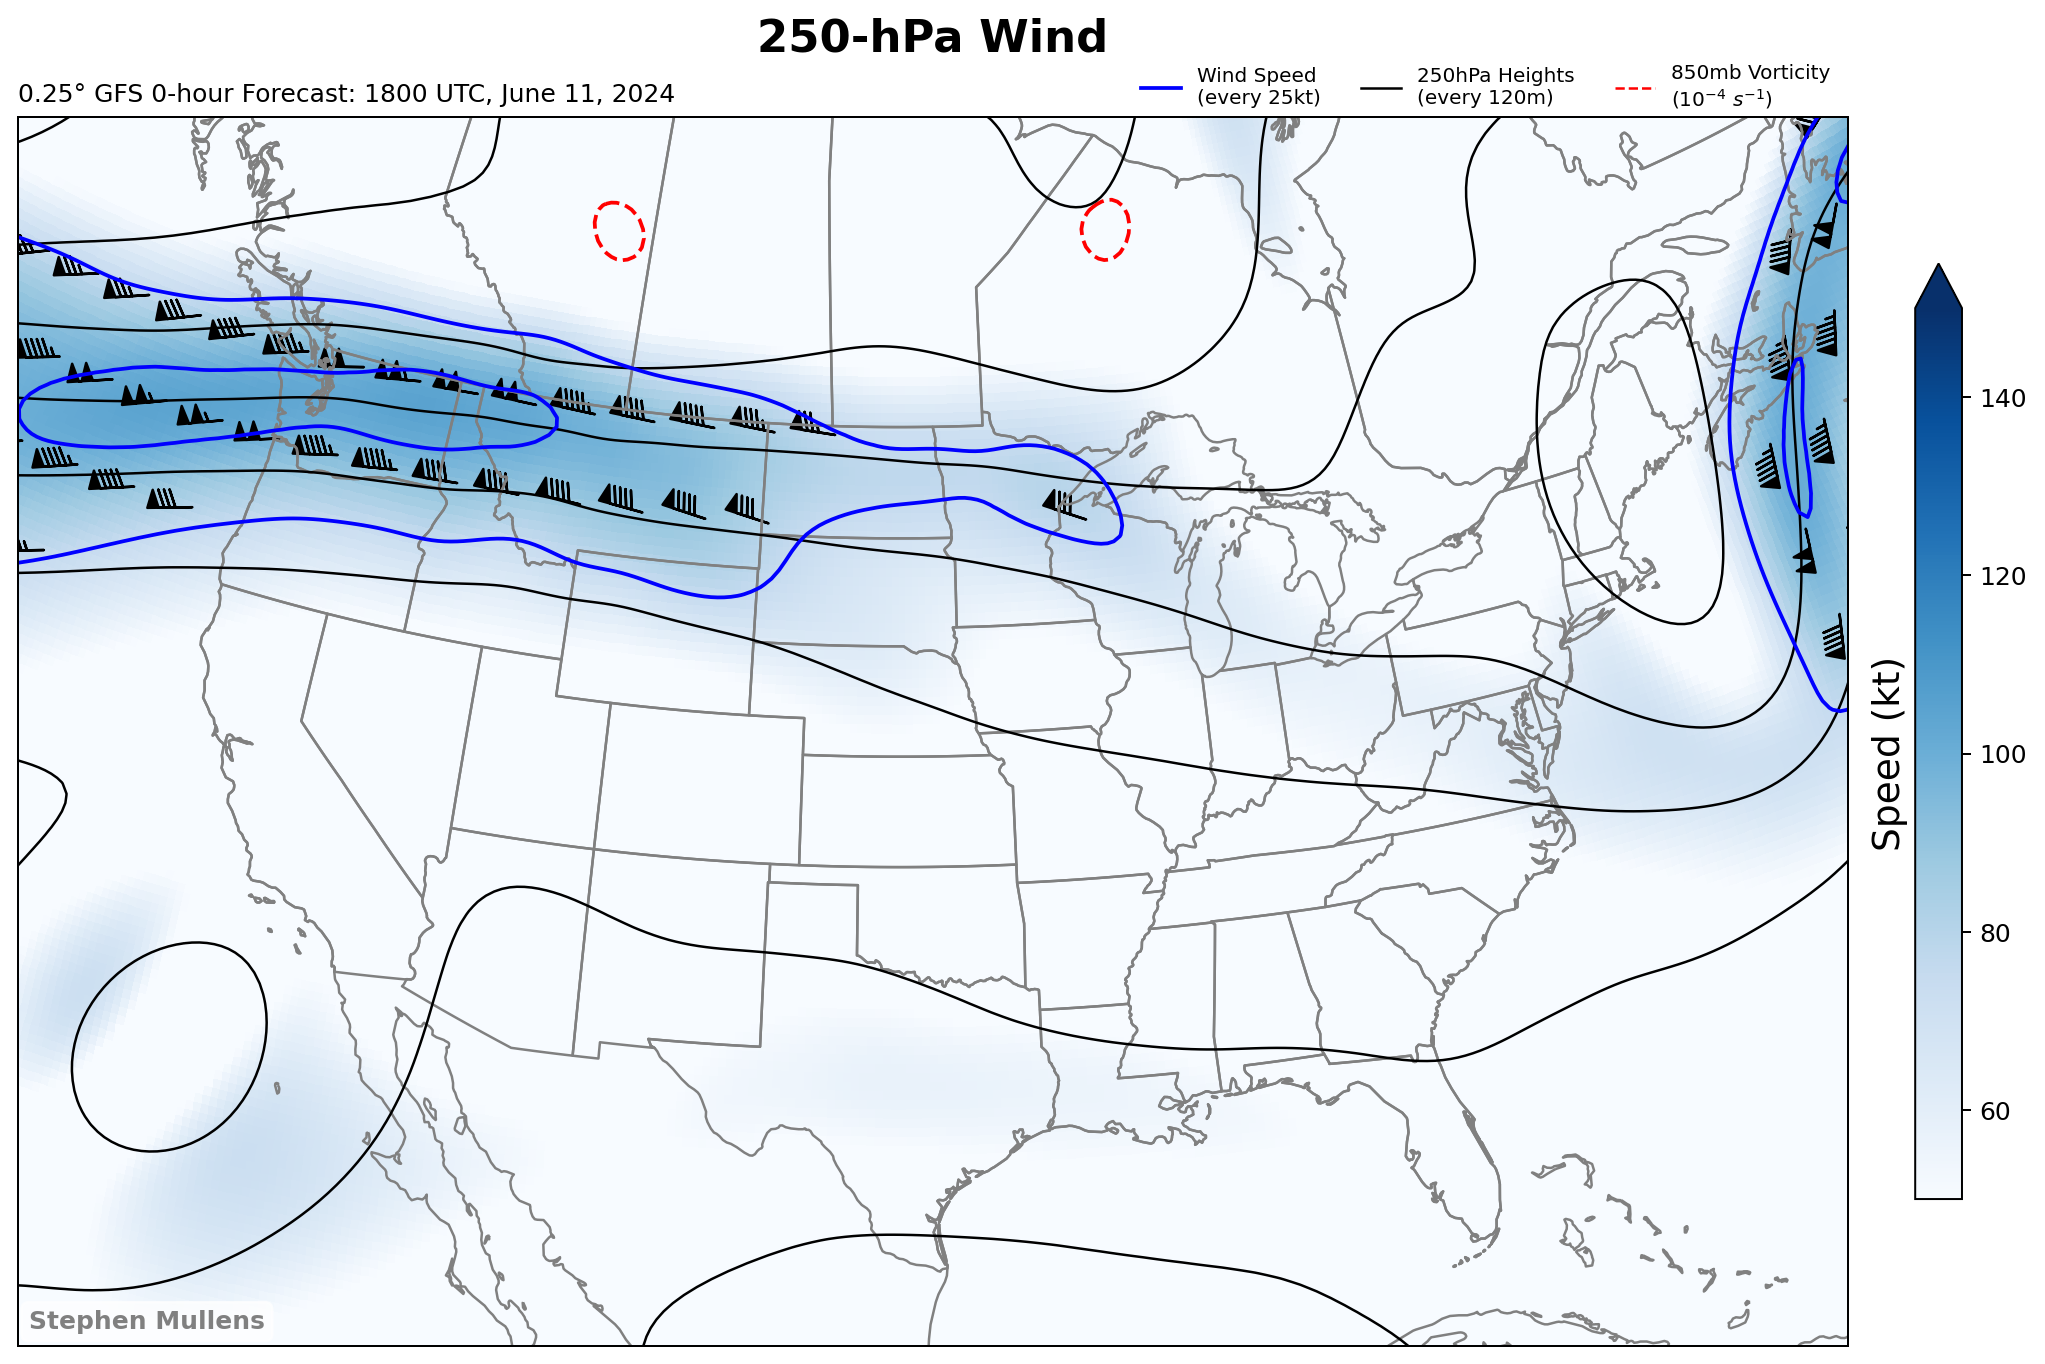 250-hPa Wind
0.25° GFS 0-hour Forecast: 1800 UTC, June 11, 2024
Wind Speed
(every 25kt)
250hPa Heights
(every 120m)
850mb Vorticity
(10⁻⁴ s⁻¹)
140
120
100
80
60
Speed (kt)
Stephen Mullens